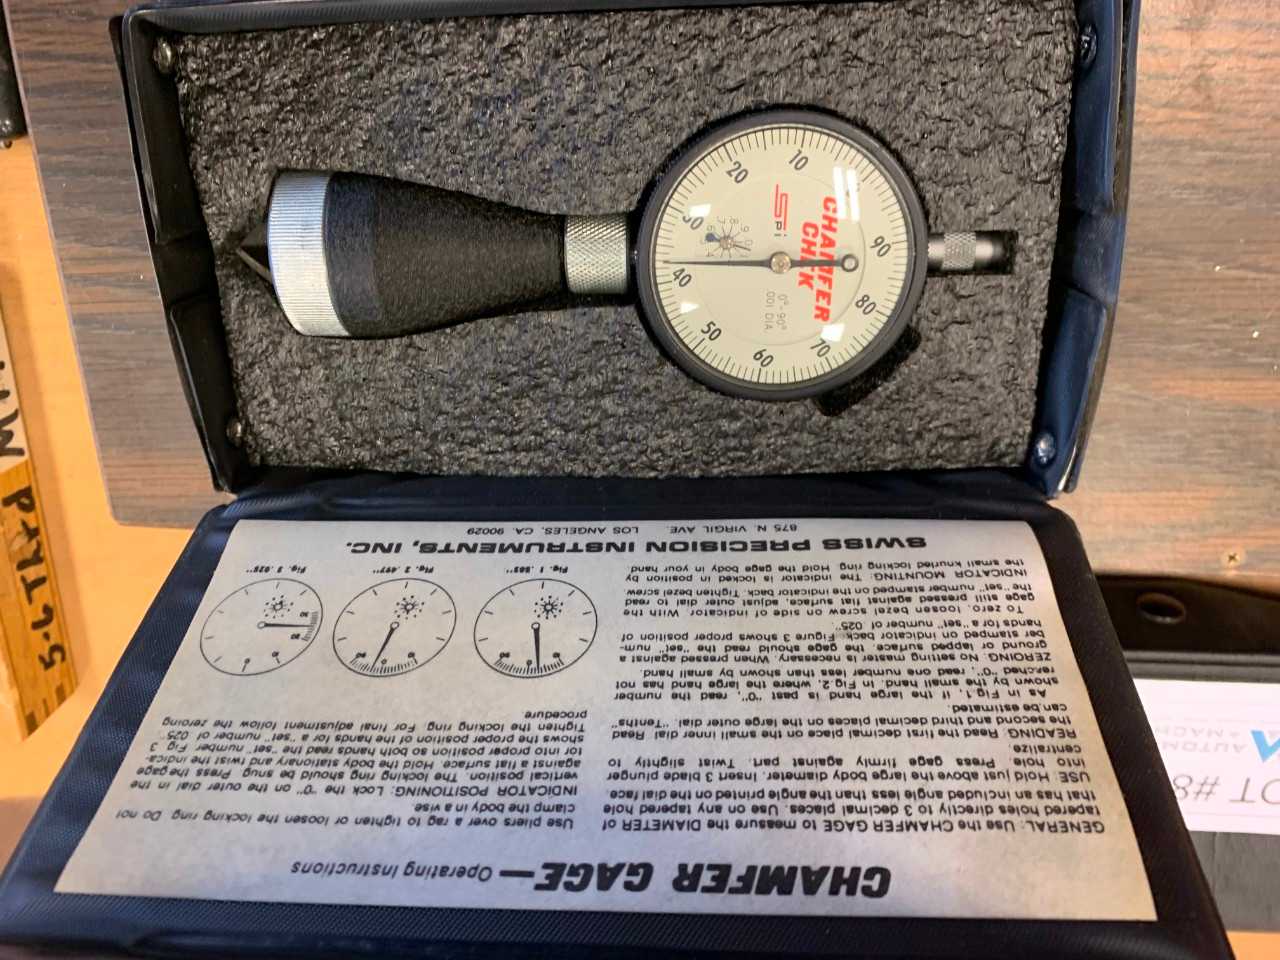 CHAMFER GAGE — Operating Instructions
GENERAL: Use the CHAMFER GAGE to measure the DIAMETER of
tapered holes directly to 3 decimal places. Use on any tapered hole
that has an included angle less than the angle printed on the dial face.
USE: Hold just above the large body diameter. Insert 3 blade plunger
into hole. Press gage firmly against part. Twist slightly to
centralize
READING: Read the first decimal place on the small inner dial. Read
the second and third decimal places on the large outer dial. "Tenths"
can be estimated.
As in Fig.1, if the large hand is past "0", read the number
shown by the small hand. In Fig.2, where the large hand has not
reached "0", read one number less than shown by small hand.
ZEROING: No setting master is necessary. When pressed against a
ground or lapped surface, the gage should read the "set" num-
ber stamped on indicator back. Figure 3 shows proper position of
hands for a "set" number of .025".
To zero, loosen bezel screw on side of indicator. With the
gage still pressed against flat surface, adjust outer dial to read
the "set" number stamped on the indicator back. Tighten bezel screw.
INDICATOR MOUNTING: The indicator is locked in position by
the small knurled locking ring. Hold the gage body in your hand.
Use pliers over a rag to tighten or loosen the locking ring. Do not
clamp the body in a vise.
INDICATOR POSITIONING: Lock the "0" on the outer dial in the
vertical position. The locking ring should be snug. Press the gage
against a flat surface. Hold the body stationary and twist the indica-
tor into proper position so both hands read the "set" number. Fig. 3
shows the proper position of hands for a "set" number of .025".
Tighten the locking ring. For final adjustment follow the zeroing
procedure
Fig. 1 .503"
Fig. 2 .497"
Fig. 3 .025"
SWISS PRECISION INSTRUMENTS, INC.
875 N. VIRGIL AVE. LOS ANGELES, CA. 90029
SPI
CHAMFER
CHECK
0°-90°
.001 DIA.
10
20
30
40
50
60
70
80
90
5-C TKAD
AUTOM
+ MACH
OT #8